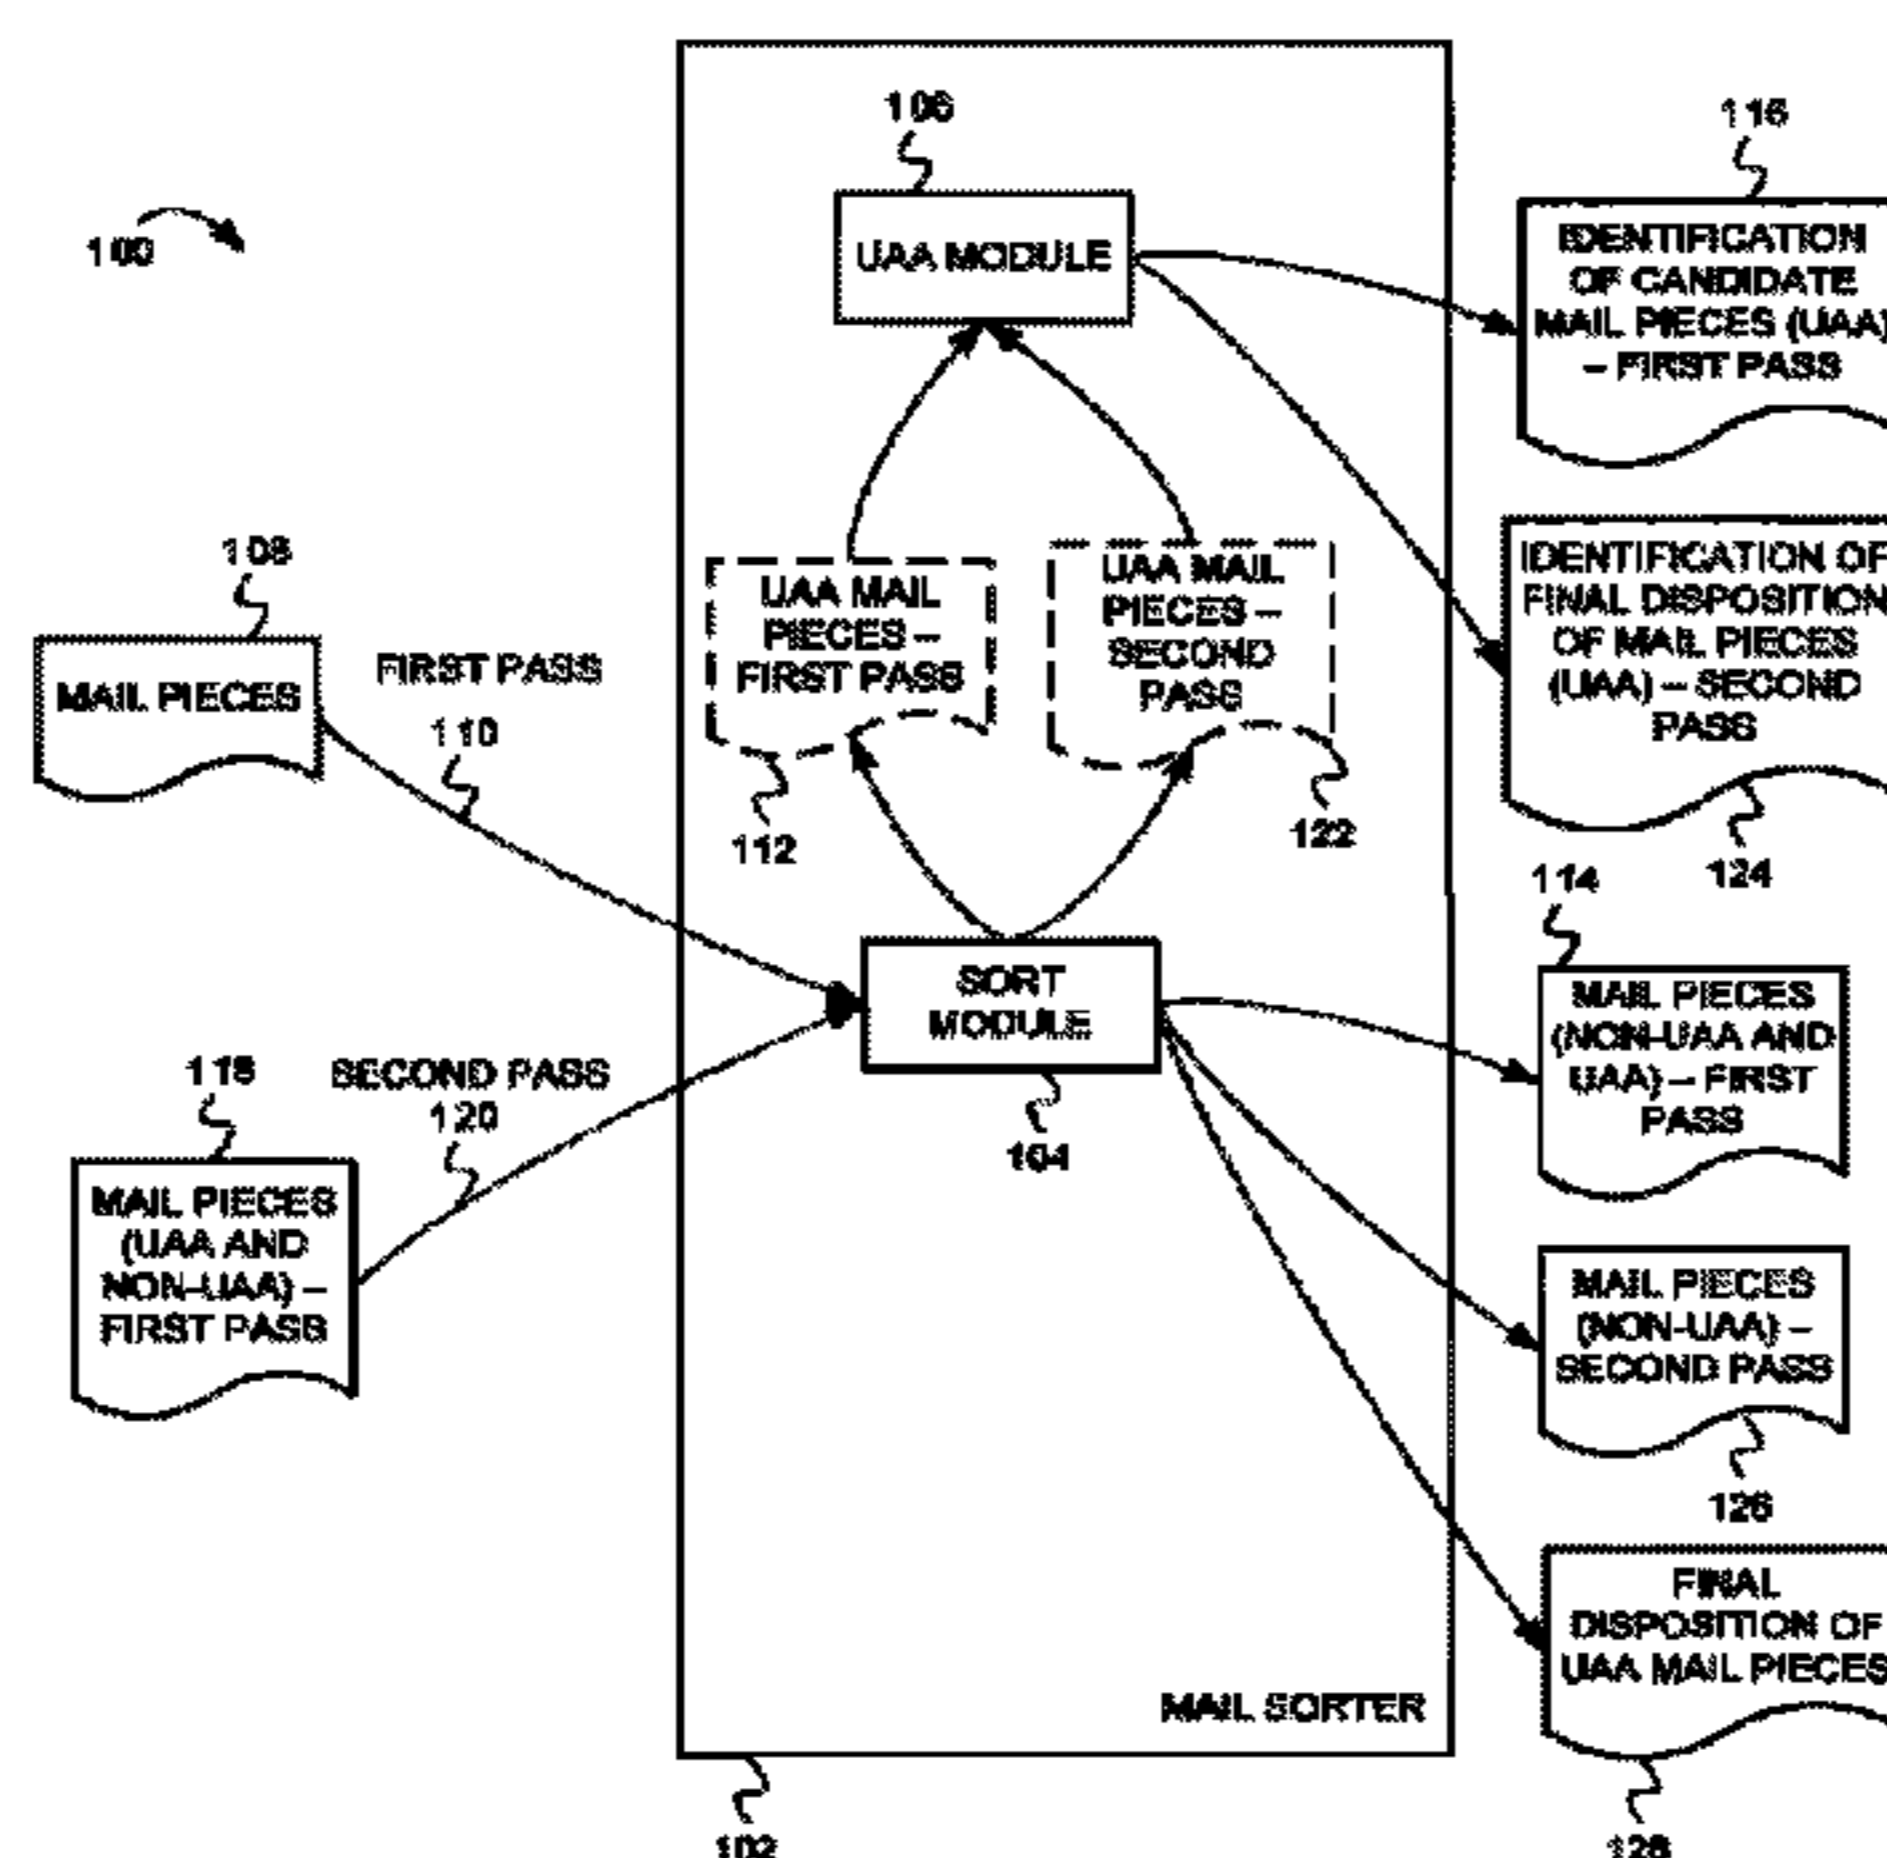 106
116
100
UAA MODULE
IDENTIFICATION
OF CANDIDATE
MAIL PIECES (UAA)
– FIRST PASS
108
MAIL PIECES
FIRST PASS
110
UAA MAIL
PIECES –
FIRST PASS
112
UAA MAIL
PIECES –
SECOND
PASS
122
IDENTIFICATION OF
FINAL DISPOSITION
OF MAIL PIECES
(UAA) – SECOND
PASS
124
114
SORT
MODULE
104
MAIL PIECES
(NON-UAA AND
UAA) – FIRST
PASS
118
SECOND PASS
120
MAIL PIECES
(UAA AND
NON-UAA) –
FIRST PASS
MAIL PIECES
(NON-UAA) –
SECOND PASS
126
FINAL
DISPOSITION OF
UAA MAIL PIECES
MAIL SORTER
102
128